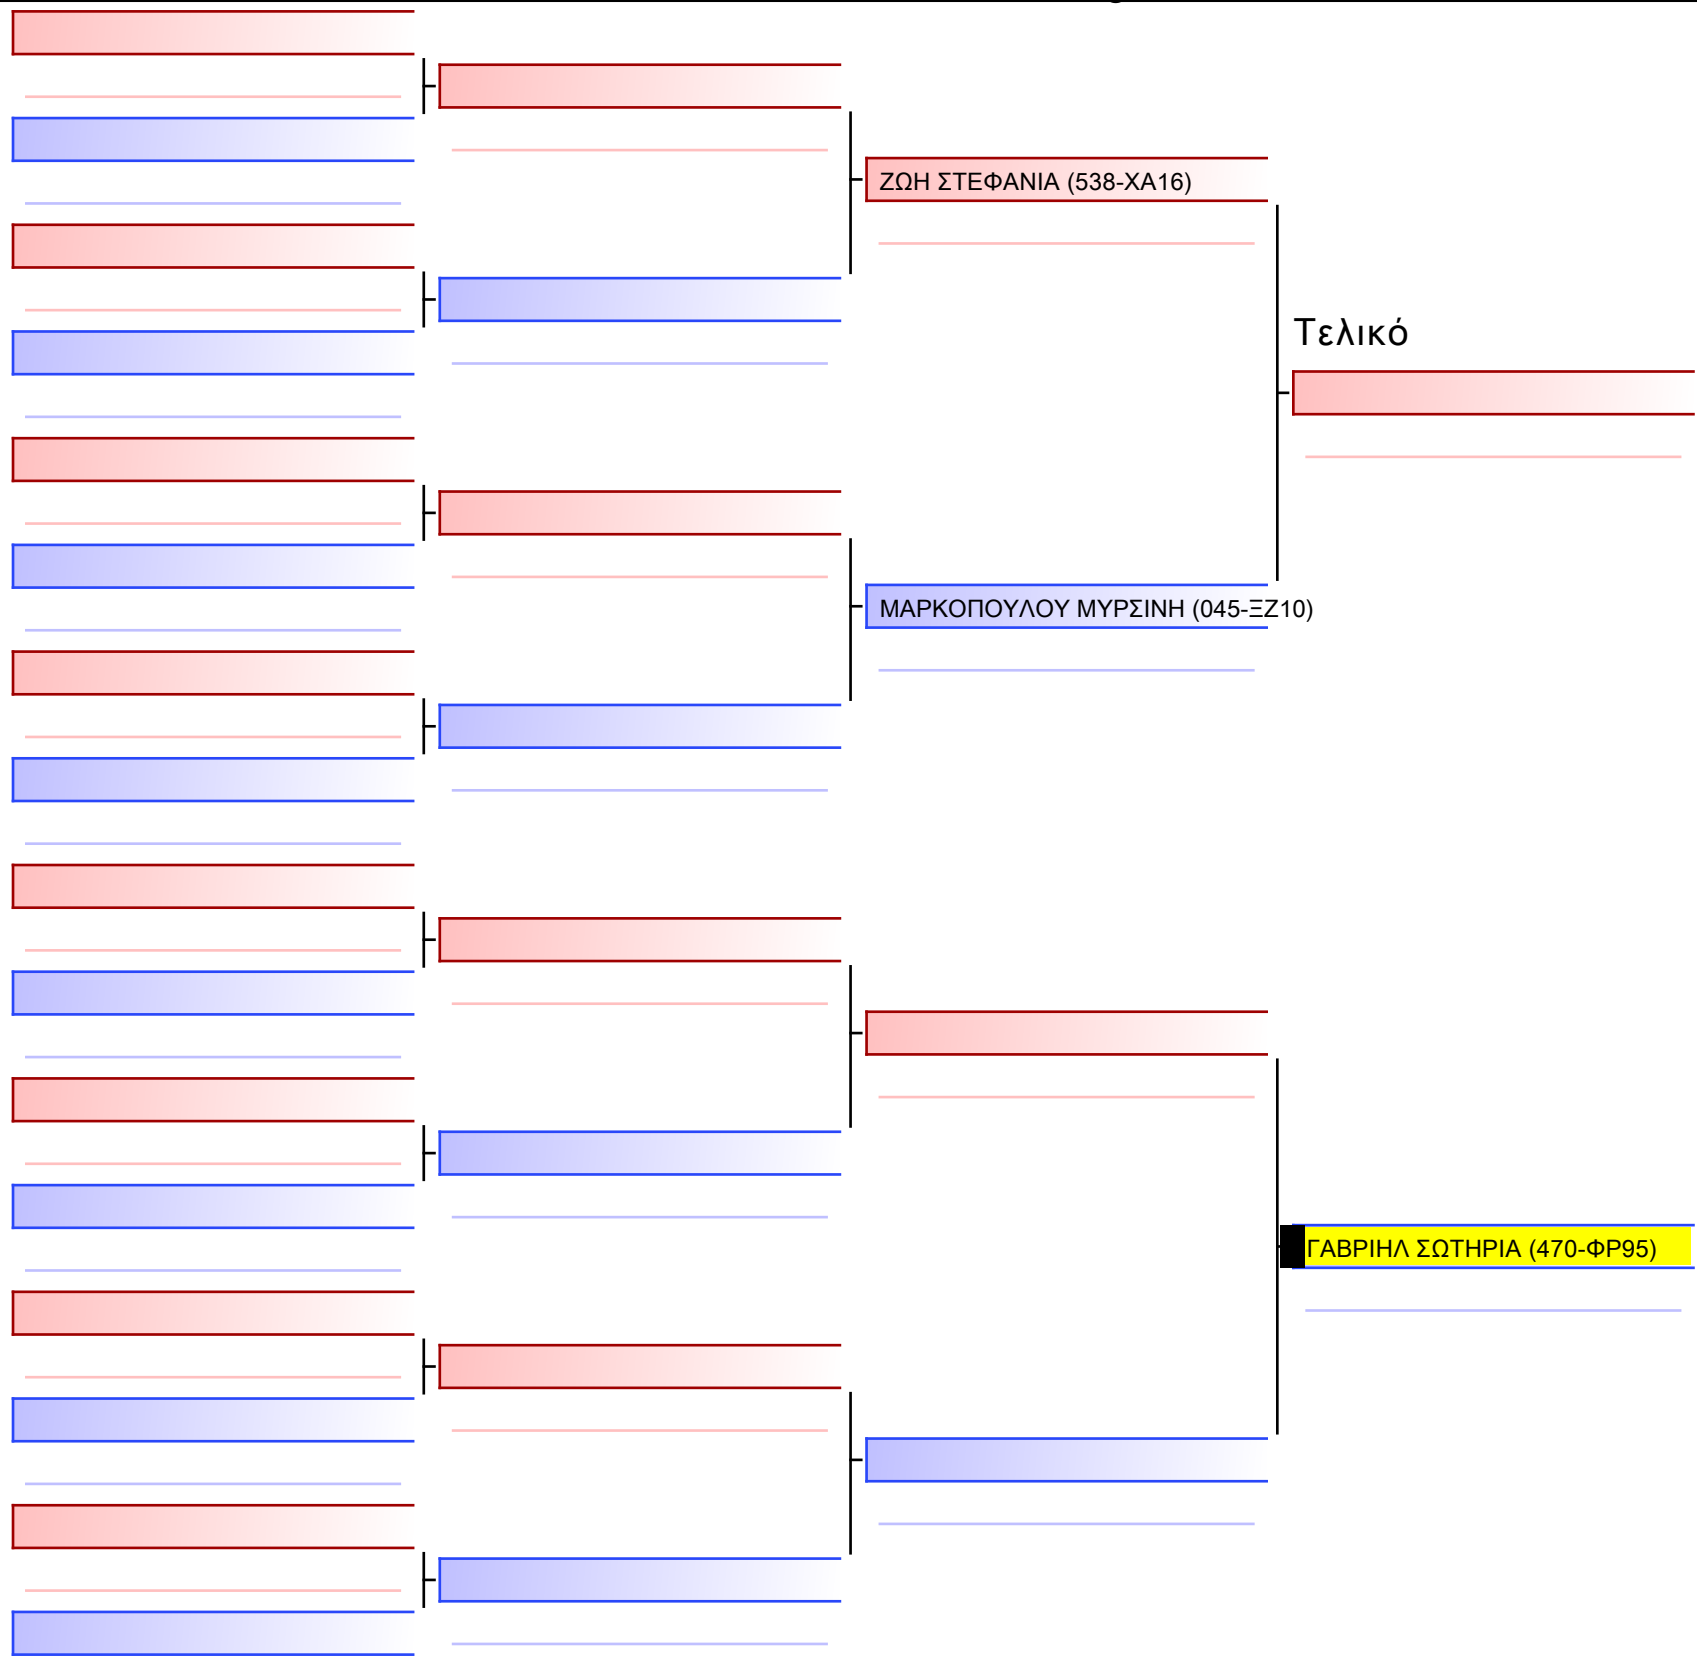 ΖΩΗ ΣΤΕΦΑΝΙΑ (538-ΧΑ16)
Τελικό
ΜΑΡΚΟΠΟΥΛΟΥ ΜΥΡΣΙΝΗ (045-ΞΖ10)
ΓΑΒΡΙΗΛ ΣΩΤΗΡΙΑ (470-ΦΡ95)